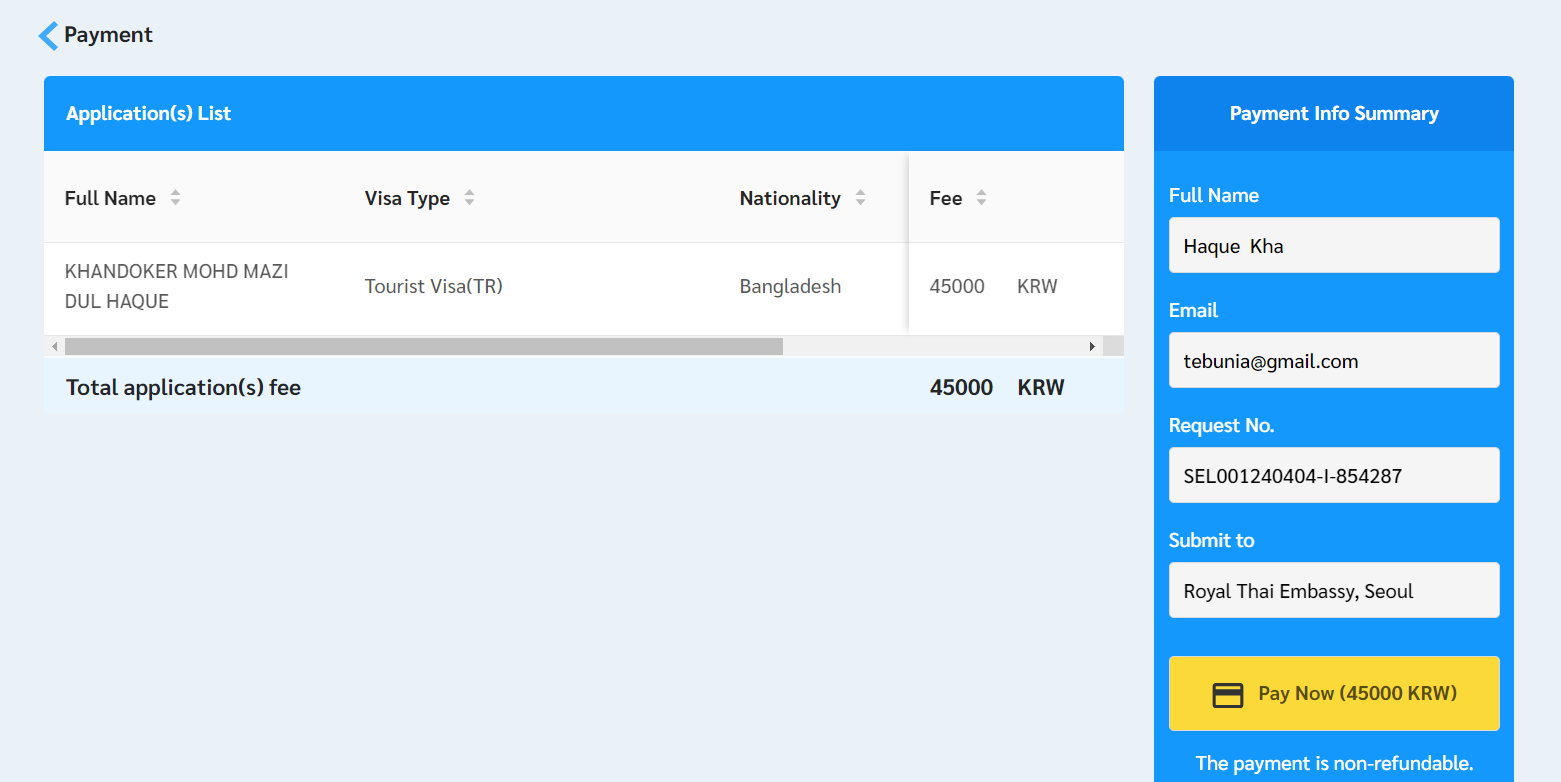 Payment
Application(s) List
Full Name Visa Type Nationality Fee
KHANDOKER MOHD MAZI
DUL HAQUE
Tourist Visa(TR) Bangladesh 45000 KRW
Total application(s) fee 45000 KRW
Payment Info Summary
Full Name
Haque Kha
Email
tebunia@gmail.com
Request No.
SEL001240404-I-854287
Submit to
Royal Thai Embassy, Seoul
Pay Now (45000 KRW)
The payment is non-refundable.